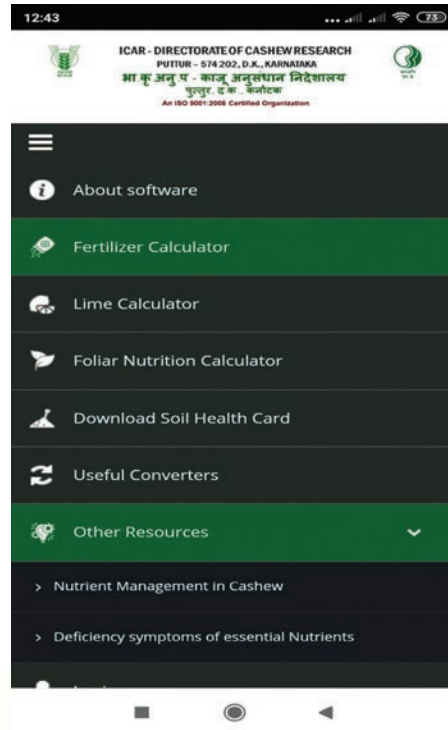 12:43
73
ICAR - DIRECTORATE OF CASHEW RESEARCH
PUTTUR – 574 202, D.K., KARNATAKA
भा कृ अनु प - काजू अनुसंधान निदेशालय
पुत्तुर, द क., कर्नाटक
An ISO 9001:2008 Certified Organization
About software
Fertilizer Calculator
Lime Calculator
Foliar Nutrition Calculator
Download Soil Health Card
Useful Converters
Other Resources
Nutrient Management in Cashew
Deficiency symptoms of essential Nutrients